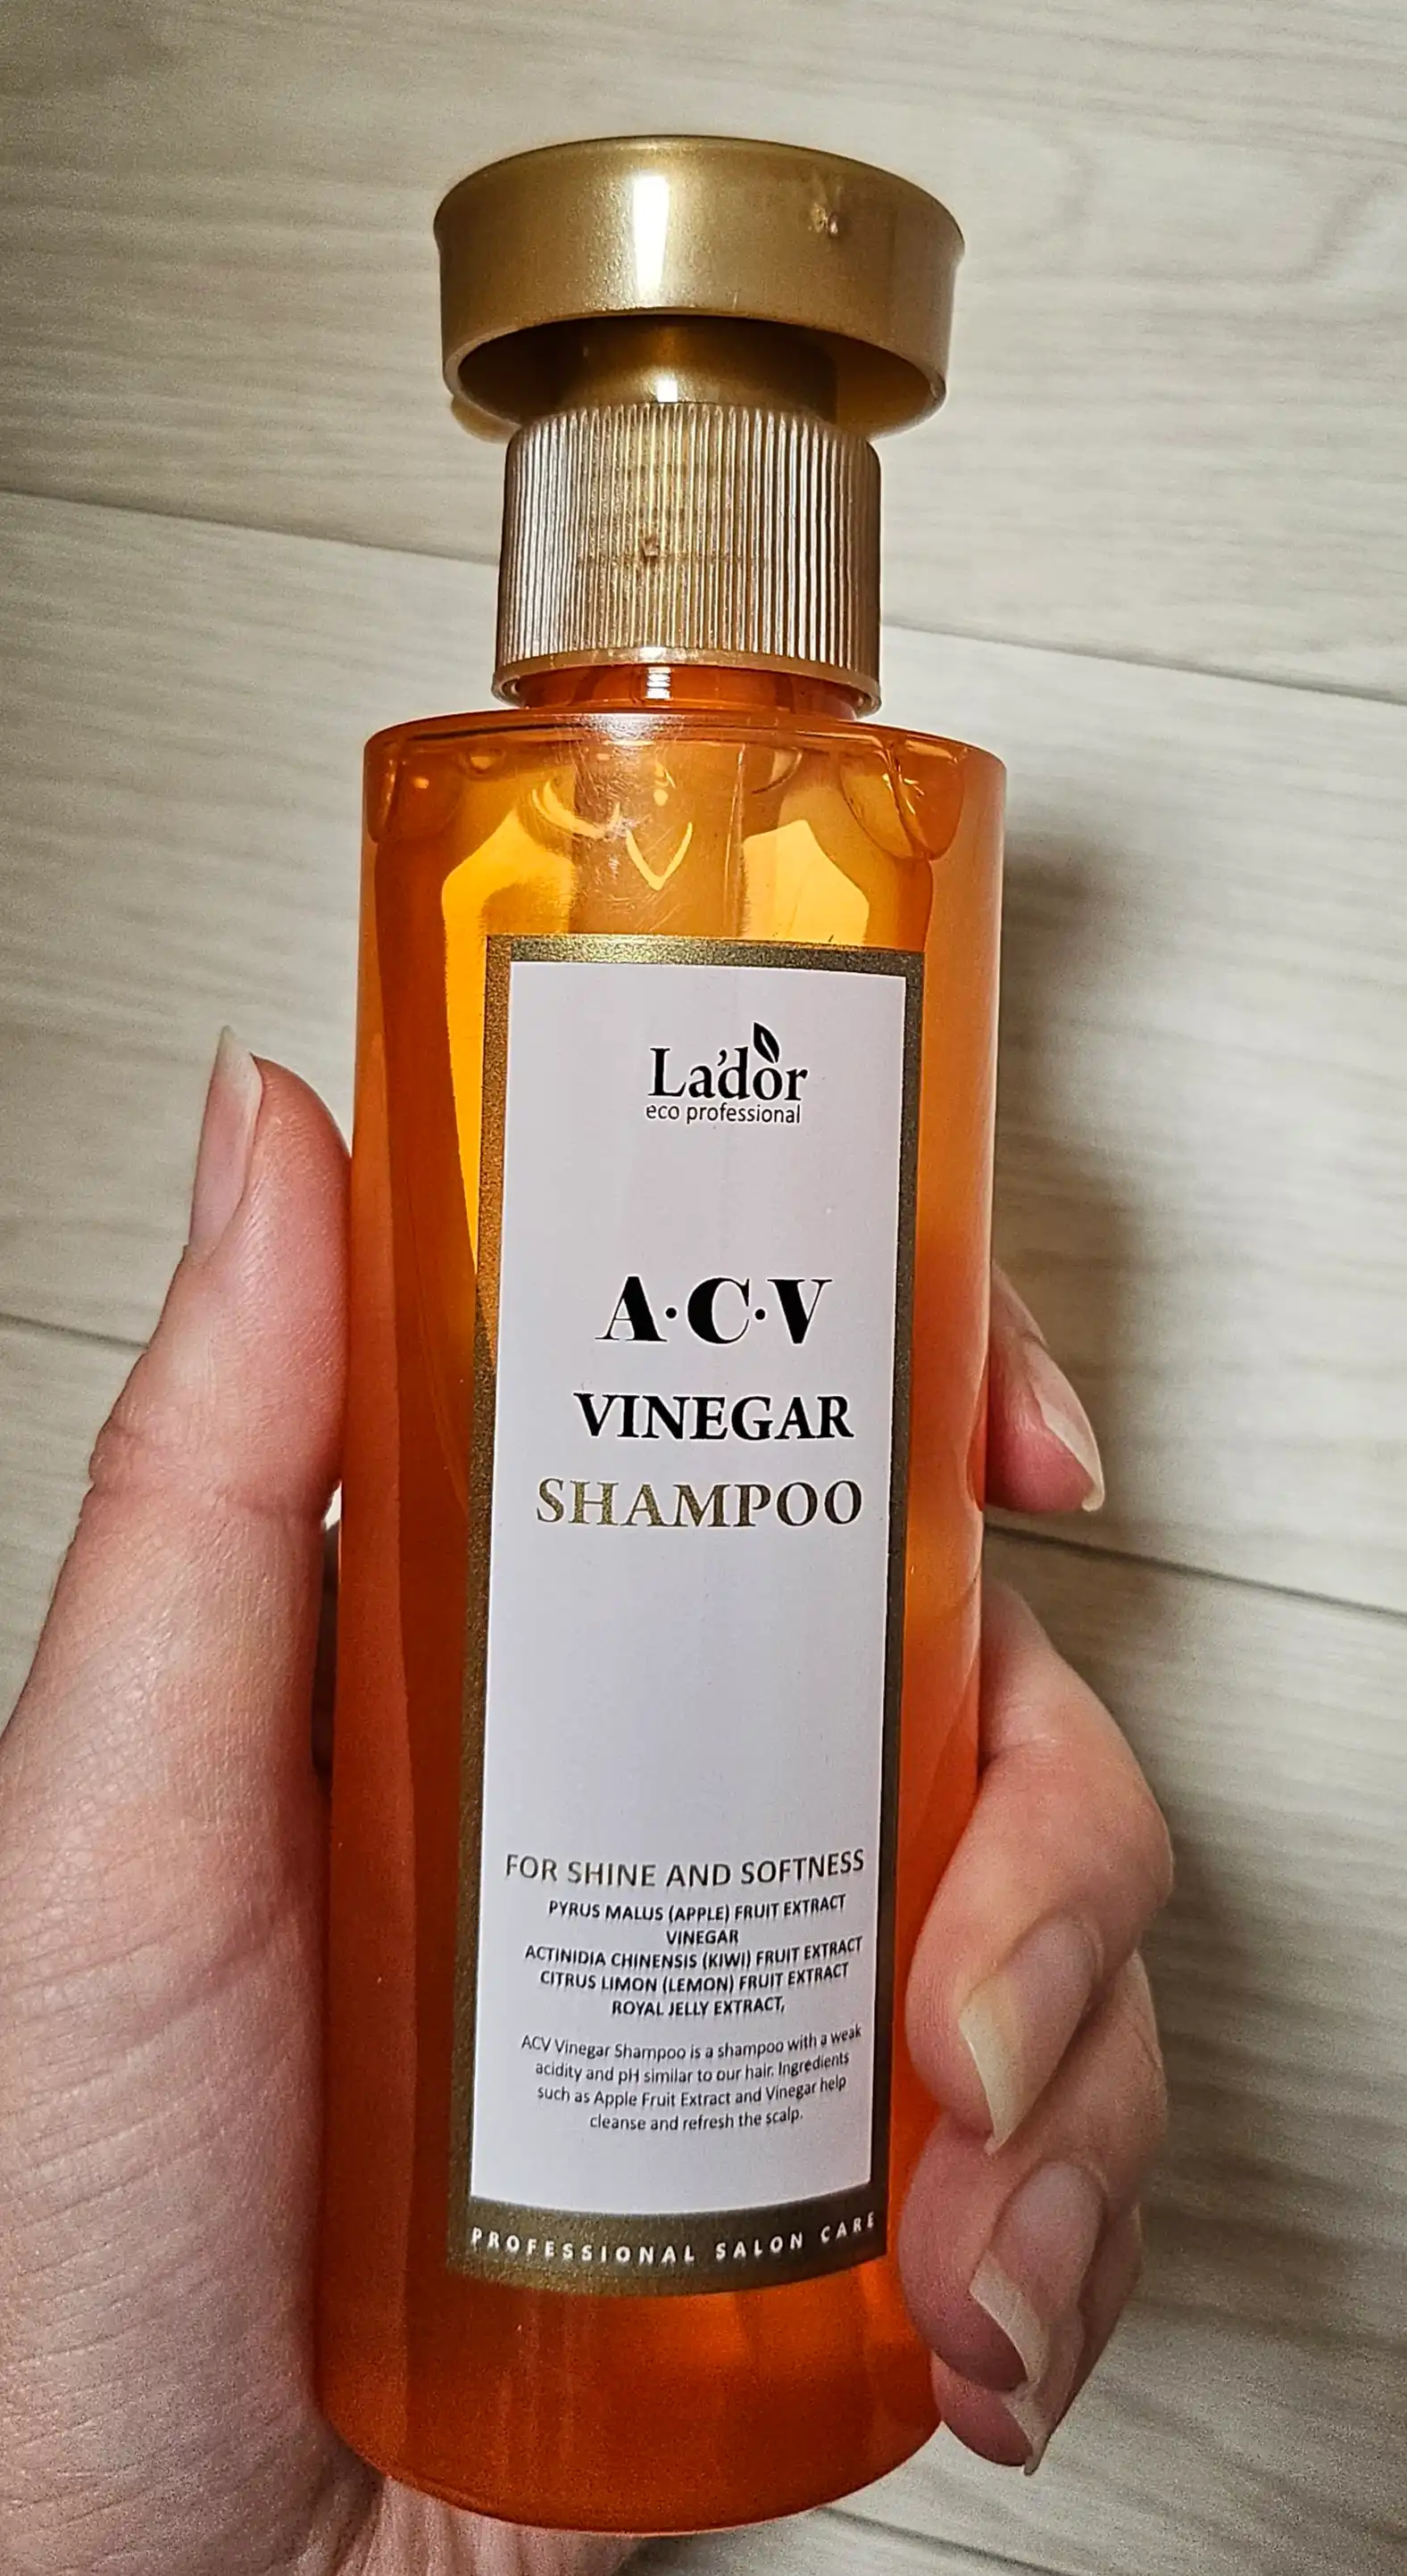 La'dor
eco professional
A·C·V
VINEGAR
SHAMPOO
FOR SHINE AND SOFTNESS
PYRUS MALUS (APPLE) FRUIT EXTRACT
VINEGAR
ACTINIDIA CHINENSIS (KIWI) FRUIT EXTRACT
CITRUS LIMON (LEMON) FRUIT EXTRACT
ROYAL JELLY EXTRACT,
ACV Vinegar Shampoo is a shampoo with a weak
acidity and pH similar to our hair. Ingredients
such as Apple Fruit Extract and Vinegar help
cleanse and refresh the scalp.
PROFESSIONAL SALON CARE